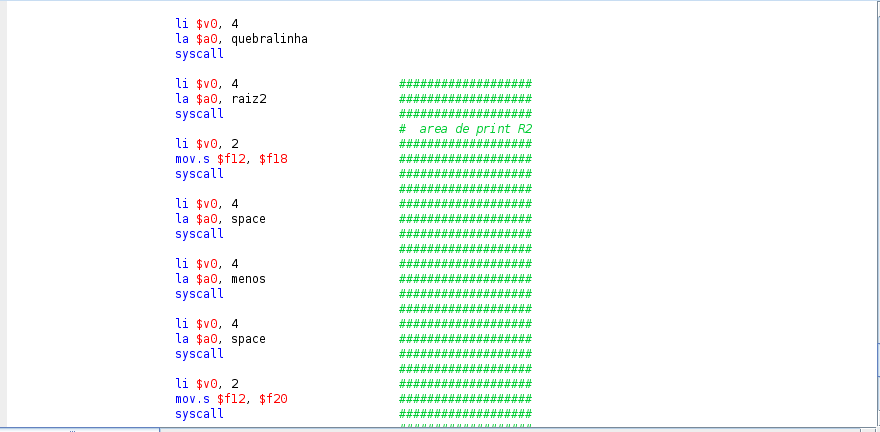 li $v0, 4
la $a0, quebralinha
syscall
li $v0, 4 ###################
la $a0, raiz2 ###################
syscall ###################
# area de print R2
li $v0, 2 ###################
mov.s $f12, $f18 ###################
syscall ###################
###################
li $v0, 4 ###################
la $a0, space ###################
syscall ###################
###################
li $v0, 4 ###################
la $a0, menos ###################
syscall ###################
###################
li $v0, 4 ###################
la $a0, space ###################
syscall ###################
###################
li $v0, 2 ###################
mov.s $f12, $f20 ###################
syscall ###################
###################